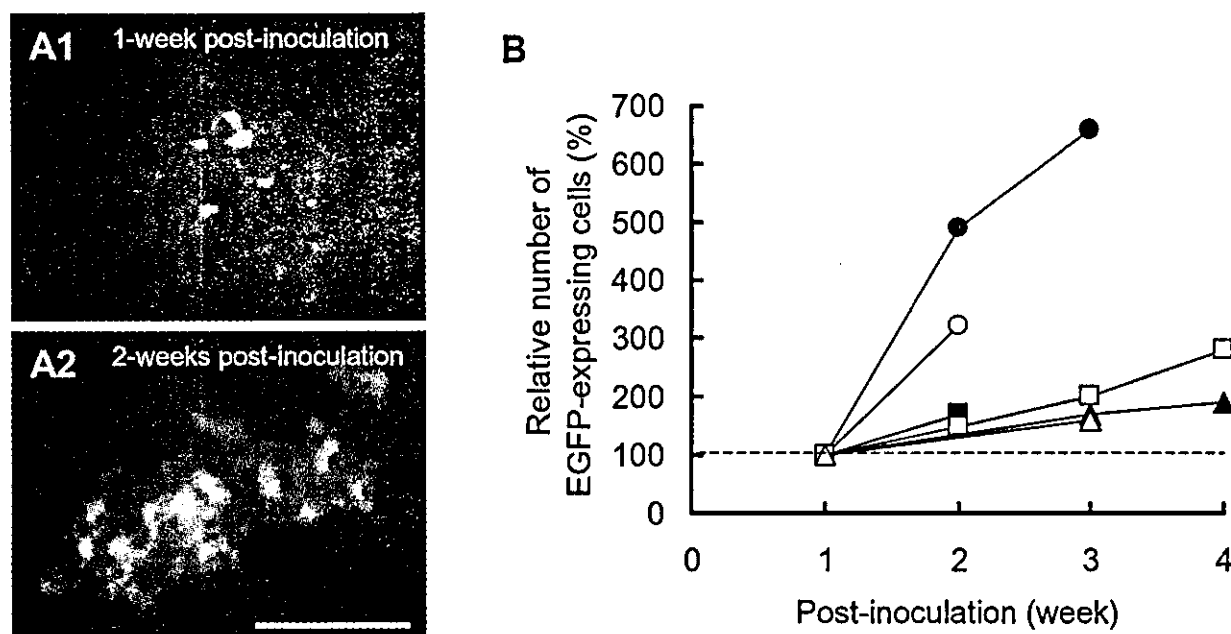 A1 1-week post-inoculation
A2 2-weeks post-inoculation
B
Relative number of
EGFP-expressing cells (%)
700
600
500
400
300
200
100
0
0 1 2 3 4
Post-inoculation (week)